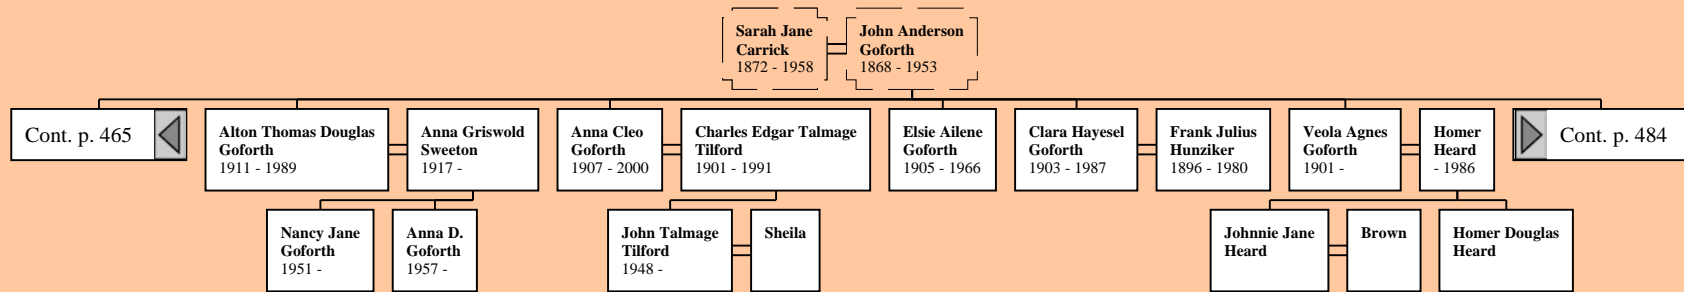 Sarah Jane
Carrick
1872 - 1958
John Anderson
Goforth
1868 - 1953
Cont. p. 465
Alton Thomas Douglas
Goforth
1911 - 1989
Anna Griswold
Sweeton
1917 -
Anna Cleo
Goforth
1907 - 2000
Charles Edgar Talmage
Tilford
1901 - 1991
Elsie Ailene
Goforth
1905 - 1966
Clara Hayesel
Goforth
1903 - 1987
Frank Julius
Hunziker
1896 - 1980
Veola Agnes
Goforth
1901 -
Homer
Heard
- 1986
Cont. p. 484
Nancy Jane
Goforth
1951 -
Anna D.
Goforth
1957 -
John Talmage
Tilford
1948 -
Sheila
Johnnie Jane
Heard
Brown
Homer Douglas
Heard